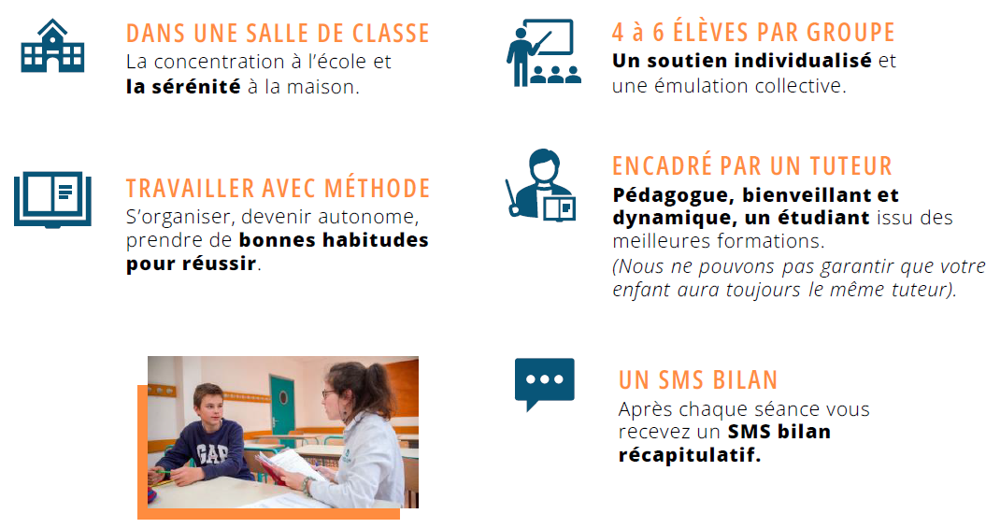 DANS UNE SALLE DE CLASSE
La concentration à l’école et
la sérénité à la maison.
4 à 6 ÉLÈVES PAR GROUPE
Un soutien individualisé et
une émulation collective.
TRAVAILLER AVEC MÉTHODE
S’organiser, devenir autonome,
prendre de bonnes habitudes
pour réussir.
ENCADRÉ PAR UN TUTEUR
Pédagogue, bienveillant et
dynamique, un étudiant issu des
meilleures formations.
(Nous ne pouvons pas garantir que votre
enfant aura toujours le même tuteur).
GAP
UN SMS BILAN
Après chaque séance vous
recevez un SMS bilan
récapitulatif.